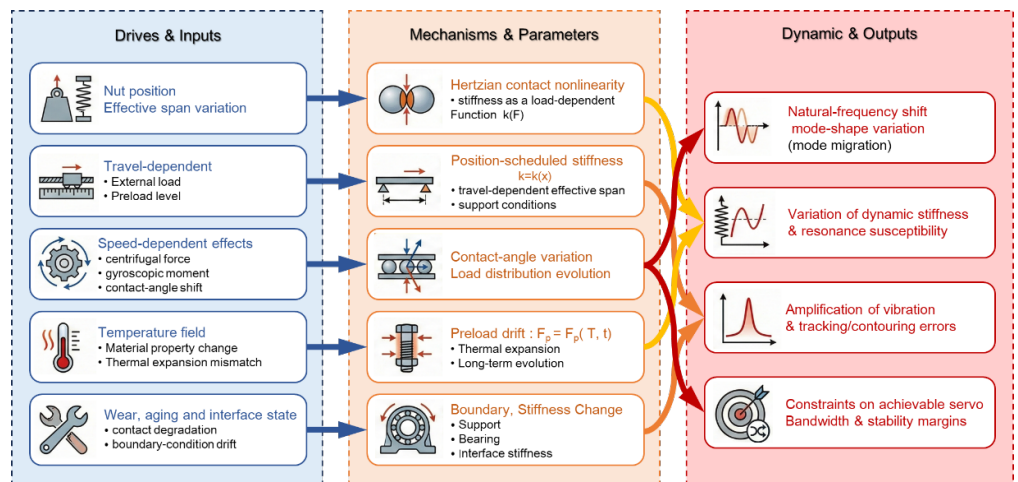 Drives & Inputs
Nut position
Effective span variation
Travel-dependent
• External load
• Preload level
Speed-dependent effects
• centrifugal force
• gyroscopic moment
• contact-angle shift
Temperature field
• Material property change
• Thermal expansion mismatch
Wear, aging and interface state
• contact degradation
• boundary-condition drift
Mechanisms & Parameters
Hertzian contact nonlinearity
• stiffness as a load-dependent
Function k(F)
Position-scheduled stiffness
k=k(x)
• travel-dependent effective span
• support conditions
Contact-angle variation
Load distribution evolution
Preload drift : Fp = Fp( T, t)
• Thermal expansion
• Long-term evolution
Boundary, Stiffness Change
• Support
• Bearing
• Interface stiffness
Dynamic & Outputs
Natural-frequency shift
mode-shape variation
(mode migration)
Variation of dynamic stiffness
& resonance susceptibility
Amplification of vibration
& tracking/contouring errors
Constraints on achievable servo
Bandwidth & stability margins